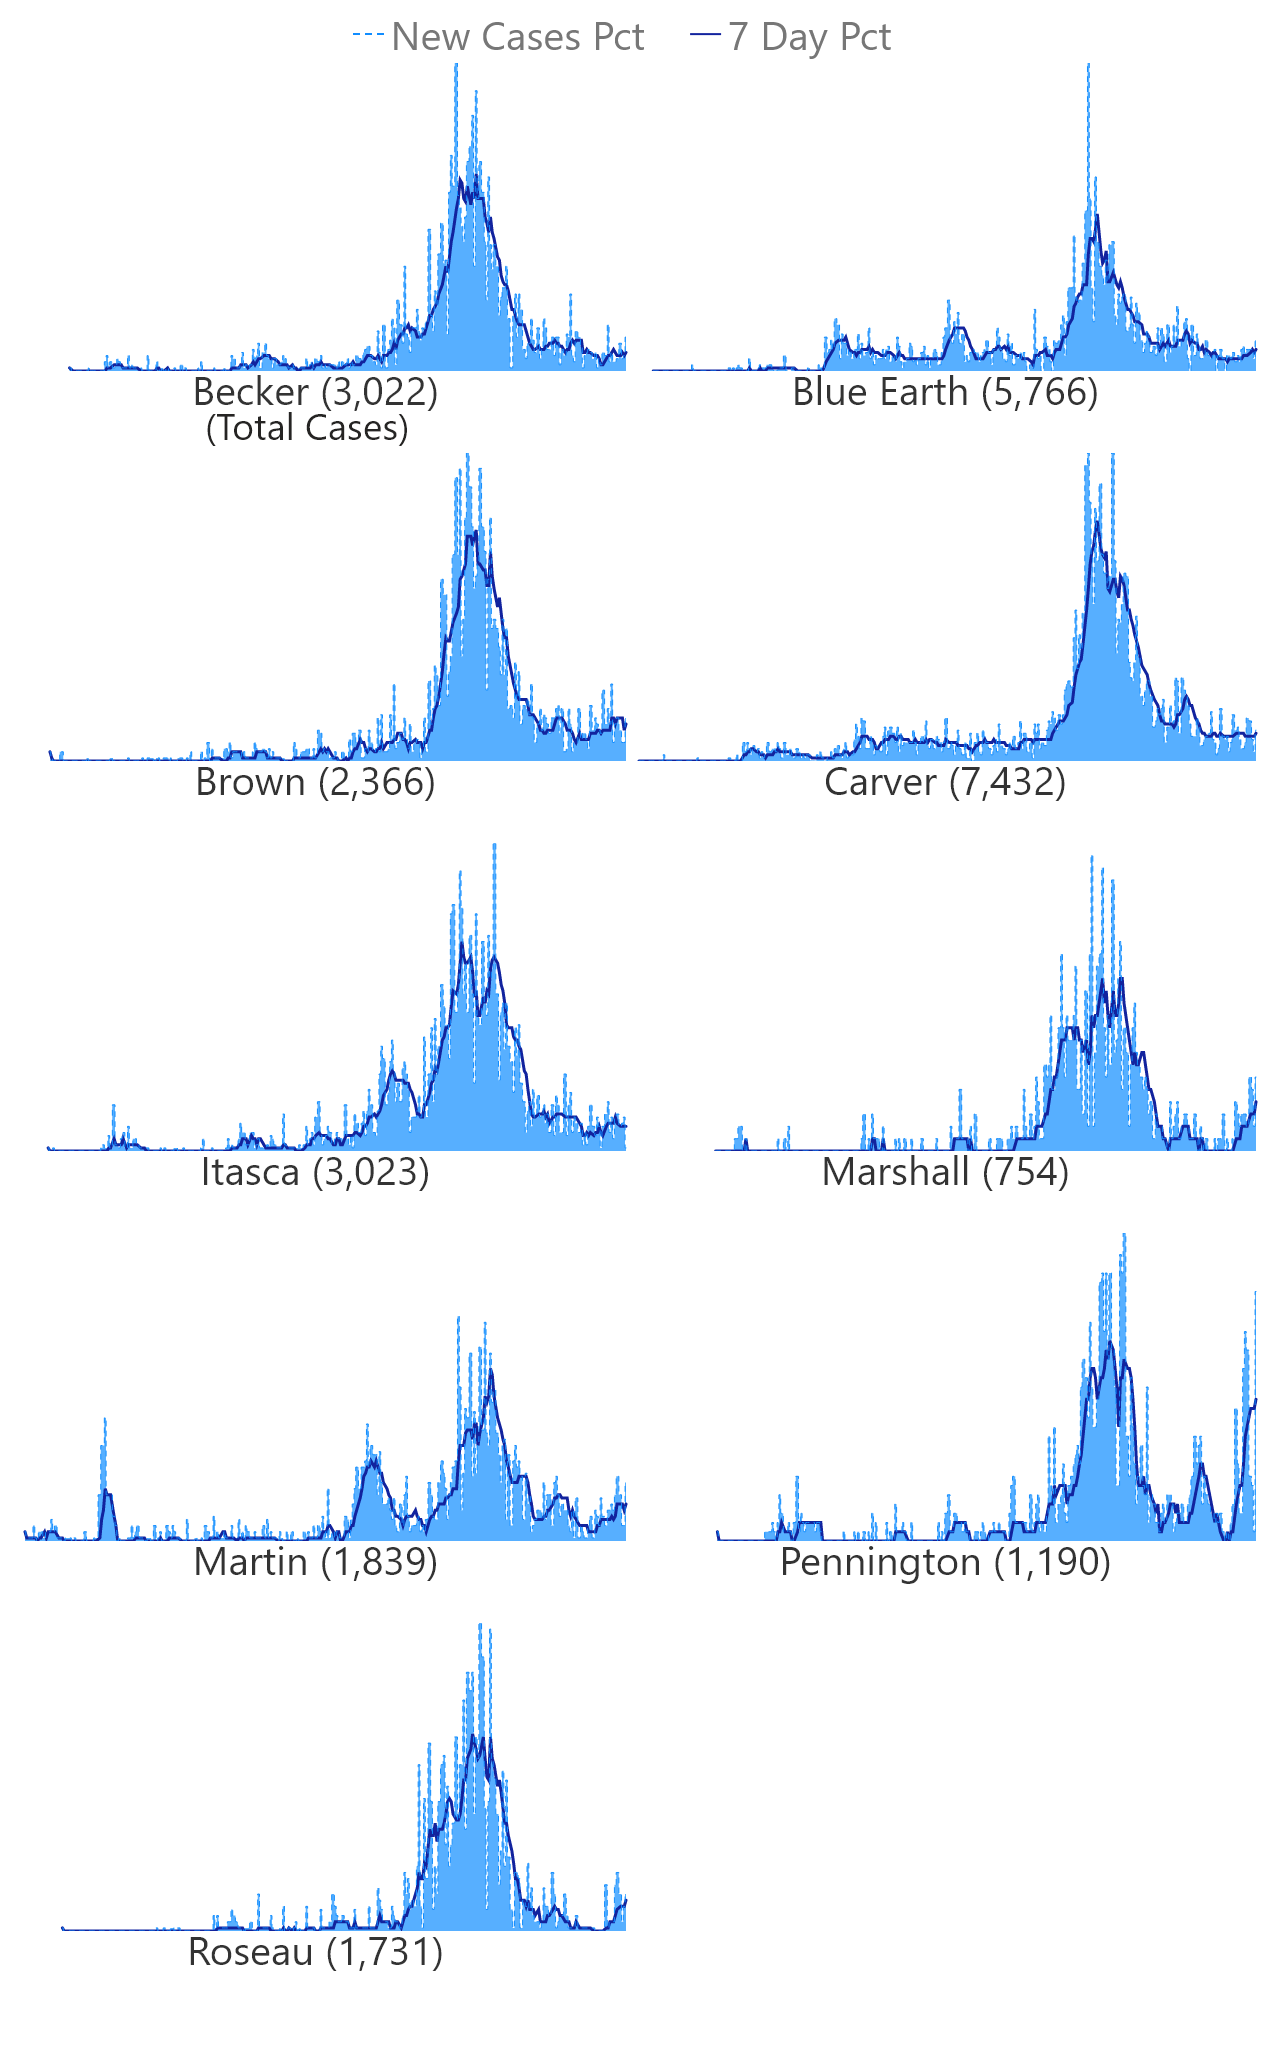 New Cases Pct 7 Day Pct
Becker (3,022)
(Total Cases)
Blue Earth (5,766)
Brown (2,366)
Carver (7,432)
Itasca (3,023)
Marshall (754)
Martin (1,839)
Pennington (1,190)
Roseau (1,731)